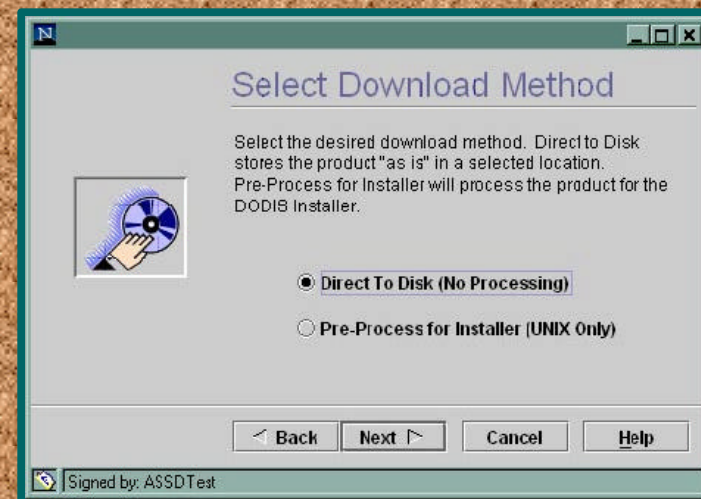 N
Select Download Method
Select the desired download method. Direct to Disk
stores the product "as is" in a selected location.
Pre-Process for Installer will process the product for the
DODIS Installer.
Direct To Disk (No Processing)
Pre-Process for Installer (UNIX Only)
Back Next Cancel Help
Signed by: ASSDTest